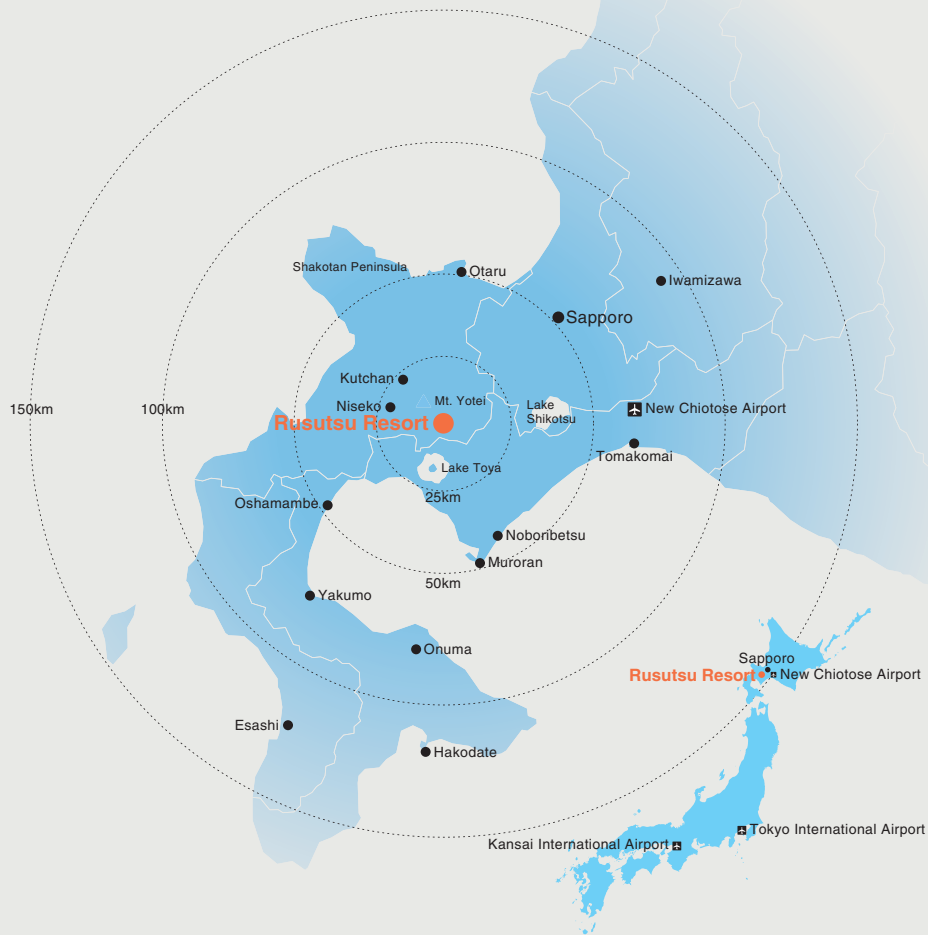 Shakotan Peninsula
Otaru
Iwamizawa
Sapporo
Kutchan
Mt. Yotei
Niseko
Lake
Shikotsu
150km
100km
New Chiotose Airport
Rusutsu Resort
Tomakomai
Lake Toya
25km
Oshamambe
Noboribetsu
Muroran
50km
Yakumo
Onuma
Sapporo
Rusutsu Resort
New Chiotose Airport
Esashi
Hakodate
Tokyo International Airport
Kansai International Airport